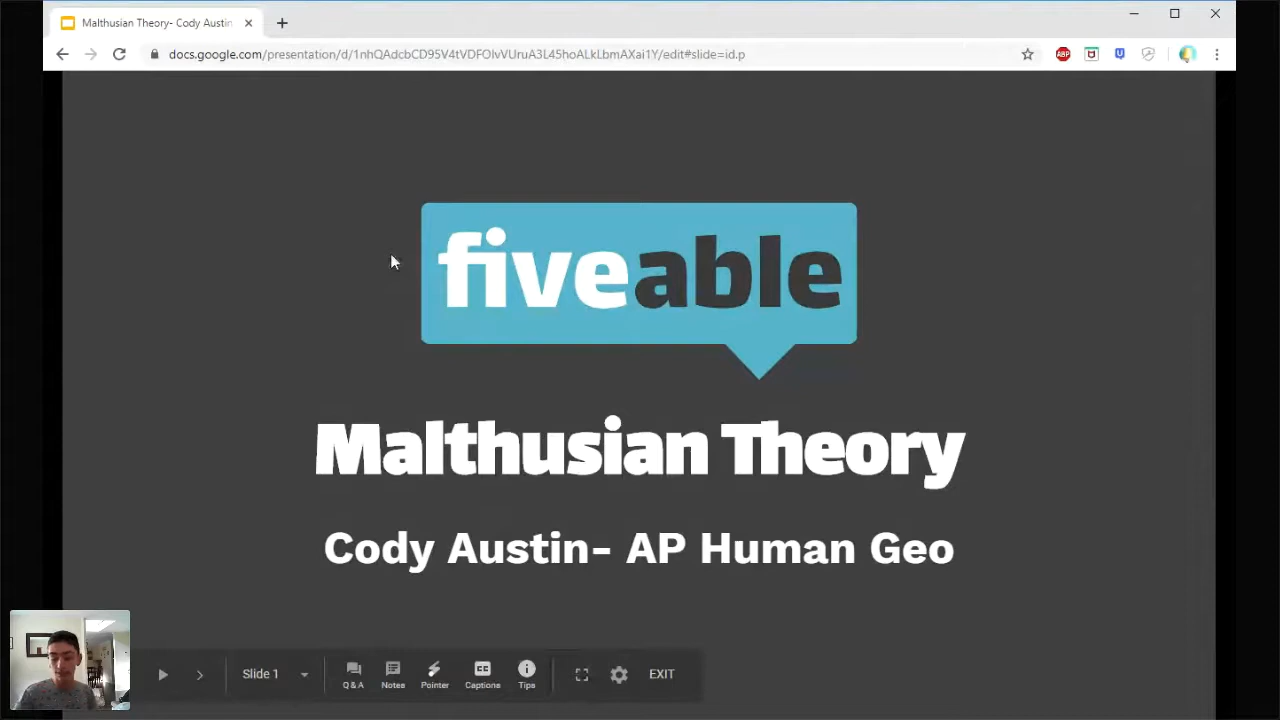 Malthusian Theory- Cody Austin
docs.google.com/presentation/d/1nhQAdcbCD95V4tVDFOlvVUruA3L45hoALkLbmAXai1Y/edit#slide=id.p
ABP
fiveable
Malthusian Theory
Cody Austin- AP Human Geo
Slide 1
Q & A
Notes
Pointer
Captions
Tips
EXIT